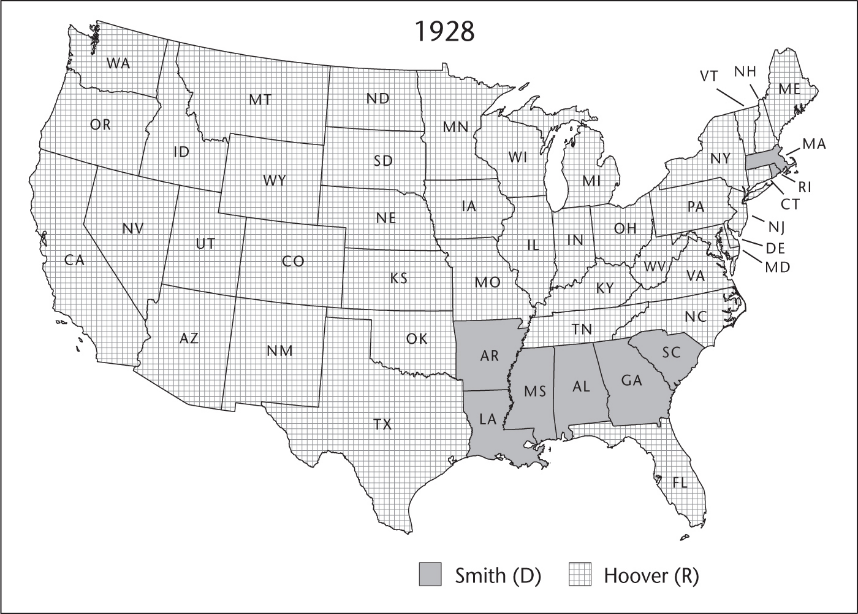 1928
WA
OR
ID
MT
ND
MN
SD
WY
NE
IA
WI
MI
NY
VT
NH
ME
MA
RI
CT
NJ
DE
MD
PA
OH
IN
IL
WV
VA
KY
MO
KS
CO
UT
NV
CA
AZ
NM
OK
AR
TN
NC
SC
GA
AL
MS
LA
TX
FL
Smith (D) Hoover (R)